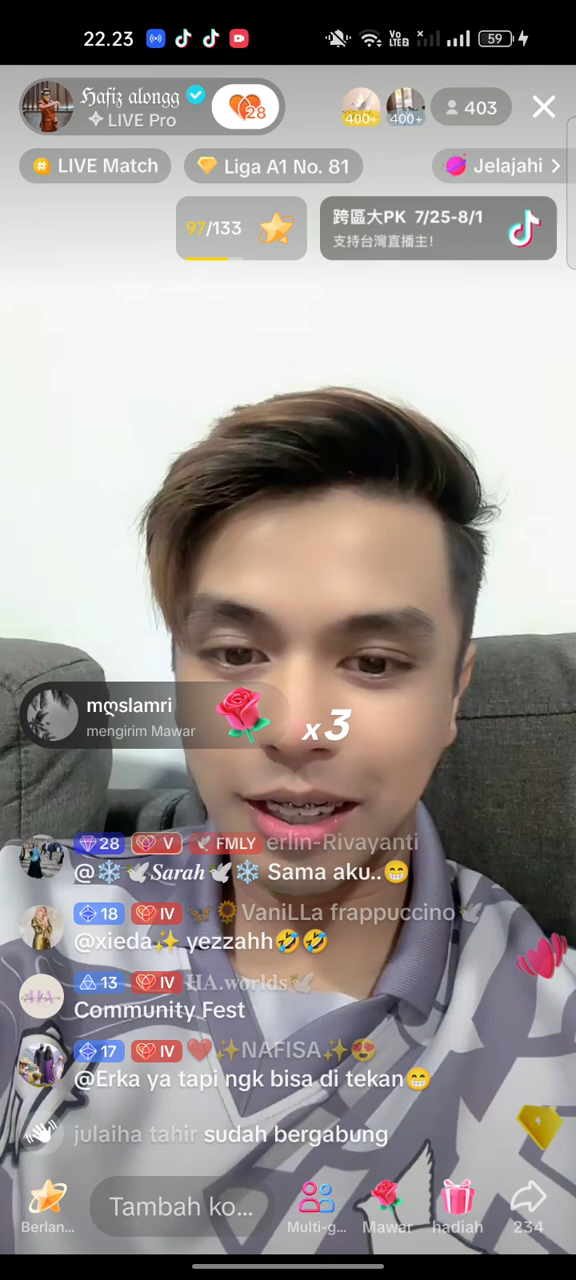 22.23
Vo
LTE2
59
Hafiz alongg
28
LIVE Pro
400+
400+
403
LIVE Match
Liga A1 No. 81
Jelajahi
97/133
跨區大PK 7/25-8/1
支持台灣直播主!
mღslamri
mengirim Mawar
x3
28 V FMLY erlin-Rivayanti
@❄️🕊️Sarah🕊️❄️ Sama aku..😁
18 IV 🦋🌻VaniLLa frappuccino🕊️
@xieda✨ yezzahh🤣🤣
13 IV HA.worlds🕊️
Community Fest
17 IV ❤️✨NAFISA✨😍
@Erka ya tapi ngk bisa di tekan😁
julaiha tahir sudah bergabung
Tambah ko...
Berlan...
Multi-g...
Mawar
hadiah
234